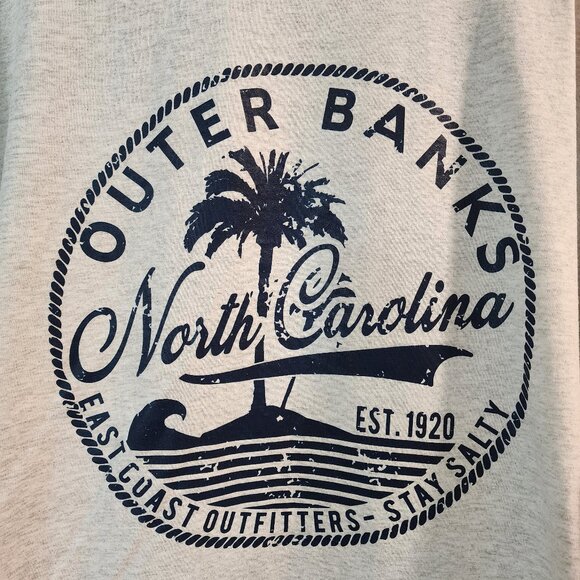 OUTER BANKS
North Carolina
EST. 1920
EAST COAST OUTFITTERS- STAY SALTY